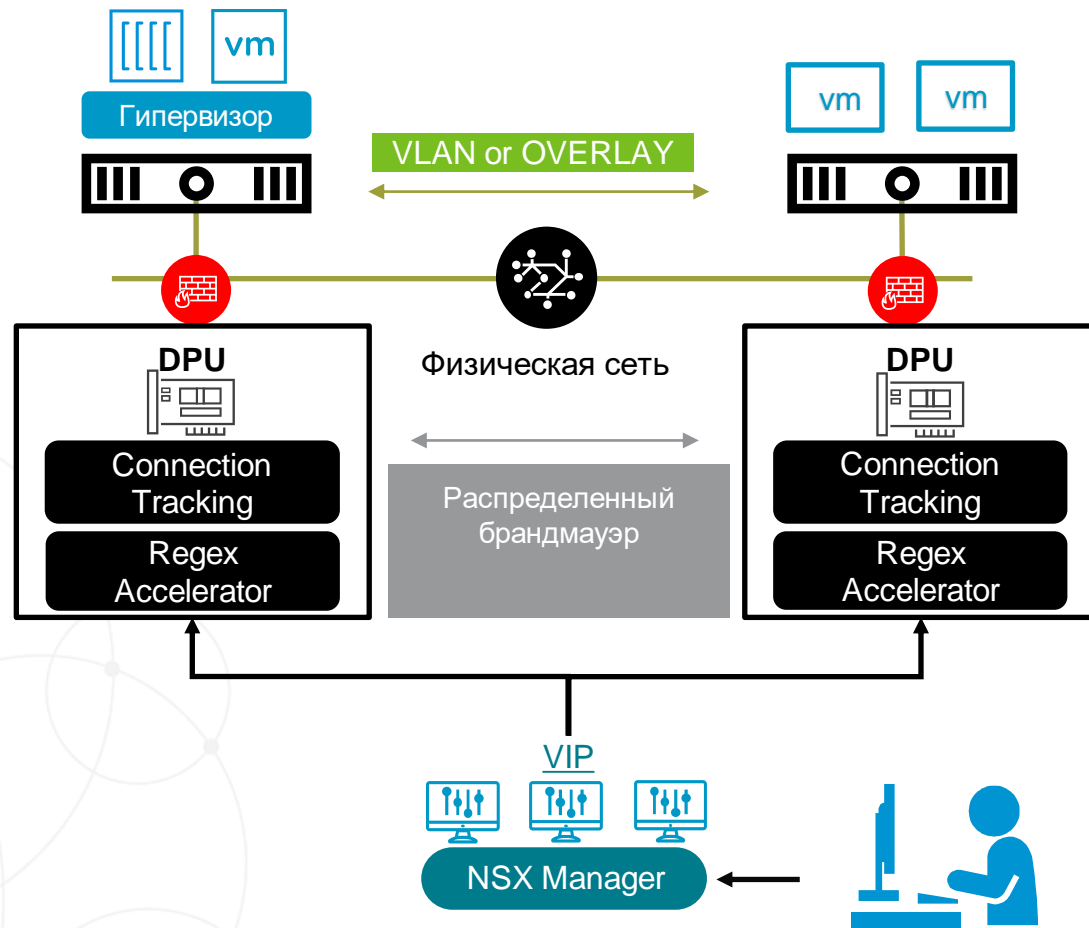 vm
vm
vm
Гипервизор
VLAN or OVERLAY
DPU
Физическая сеть
DPU
Connection
Tracking
Connection
Tracking
Распределенный
брандмауэр
Regex
Accelerator
Regex
Accelerator
VIP
NSX Manager